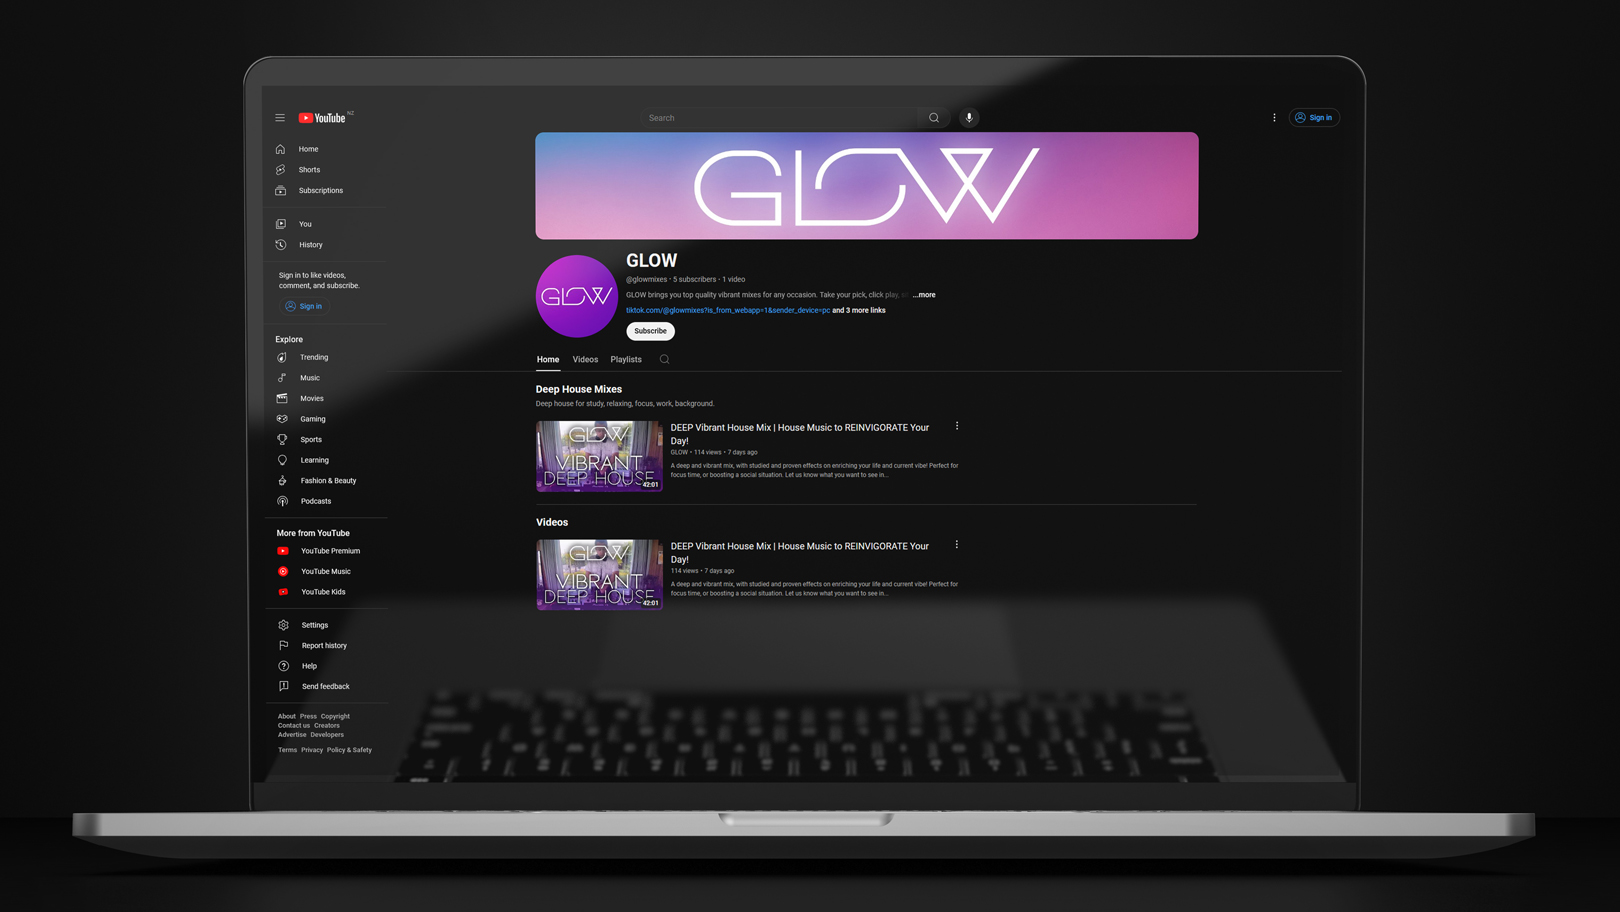 YouTube NZ
Search
Sign in
Home
Shorts
Subscriptions
You
History
Sign in to like videos,
comment, and subscribe.
Sign in
Explore
Trending
Music
Movies
Gaming
Sports
Learning
Fashion & Beauty
Podcasts
More from YouTube
YouTube Premium
YouTube Music
YouTube Kids
Settings
Report history
Help
Send feedback
About Press Copyright
Contact us Creators
Advertise Developers
Terms Privacy Policy & Safety
GLOW
GLOW
GLOW
@glowmixes • 5 subscribers • 1 video
GLOW brings you top quality vibrant mixes for any occasion. Take your pick, click play, ...more
tiktok.com/@glowmixes?is_from_webapp=1&sender_device=pc and 3 more links
Subscribe
Home Videos Playlists
Deep House Mixes
Deep house for study, relaxing, focus, work, background.
GLOW
VIBRANT
DEEP HOUSE
42:01
DEEP Vibrant House Mix | House Music to REINVIGORATE Your
Day!
GLOW • 114 views • 7 days ago
A deep and vibrant mix, with studied and proven effects on enriching your life and current vibe! Perfect for
focus time, or boosting a social situation. Let us know what you want to see in...
Videos
GLOW
VIBRANT
DEEP HOUSE
42:01
DEEP Vibrant House Mix | House Music to REINVIGORATE Your
Day!
114 views • 7 days ago
A deep and vibrant mix, with studied and proven effects on enriching your life and current vibe! Perfect for
focus time, or boosting a social situation. Let us know what you want to see in...